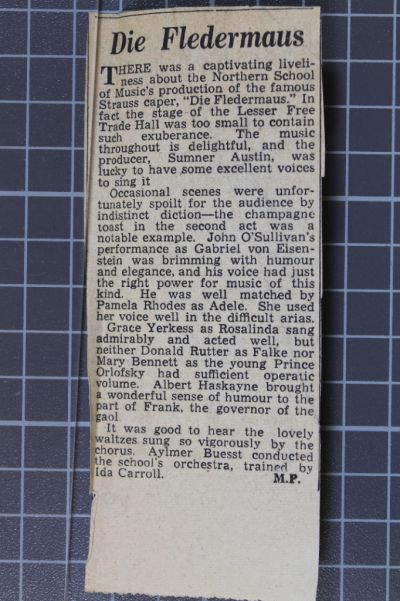 Die Fledermaus
THERE was a captivating liveli-
ness about the Northern School
of Music's production of the famous
Strauss caper, "Die Fledermaus." In
fact the stage of the Lesser Free
Trade Hall was too small to contain
such exuberance. The music
throughout is delightful, and the
producer, Sumner Austin, was
lucky to have some excellent voices
to sing it
Occasional scenes were unfor-
tunately spoilt for the audience by
indistinct diction—the champagne
toast in the second act was a
notable example. John O'Sullivan's
performance as Gabriel von Eisen-
stein was brimming with humour
and elegance, and his voice had just
the right power for music of this
kind. He was well matched by
Pamela Rhodes as Adele. She used
her voice well in the difficult arias.
Grace Yerkess as Rosalinda sang
admirably and acted well, but
neither Donald Rutter as Falke nor
Mary Bennett as the young Prince
Orlofsky had sufficient operatic
volume. Albert Haskayne brought
a wonderful sense of humour to the
part of Frank, the governor of the
gaol
It was good to hear the lovely
waltzes sung so vigorously by the
chorus. Aylmer Buesst conducted
the school's orchestra, trained by
Ida Carroll. M.P.